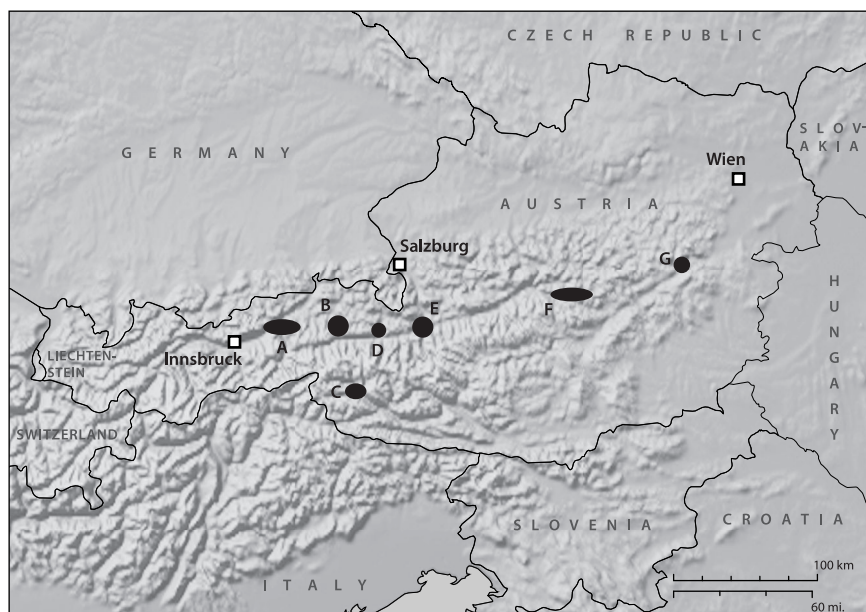 CZECH REPUBLIC
SLOV-
AKIA
GERMANY
Wien
AUSTRIA
Salzburg
G
E
F
B
A
D
Innsbruck
LIECHTEN-
STEIN
C
HUNGARY
SWITZERLAND
SLOVENIA
CROATIA
ITALY
100 km
60 mi.